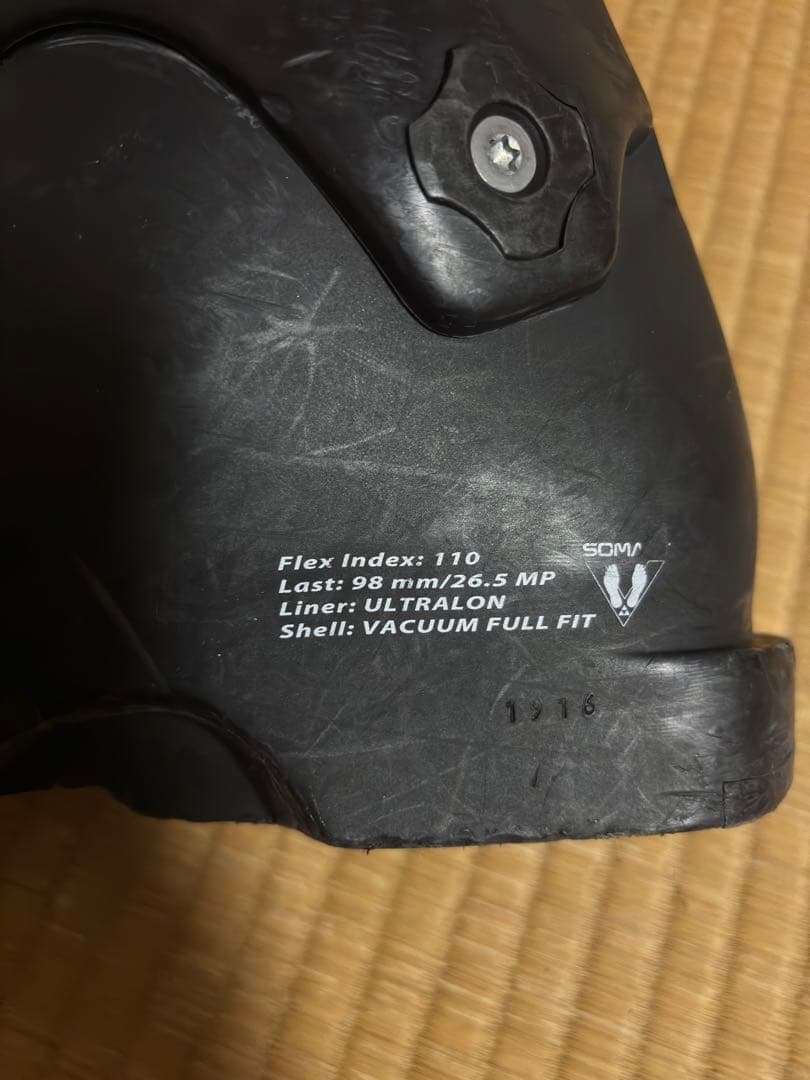 Flex Index: 110
Last: 98 mm/26.5 MP
Liner: ULTRALON
Shell: VACUUM FULL FIT
SOMA
1916